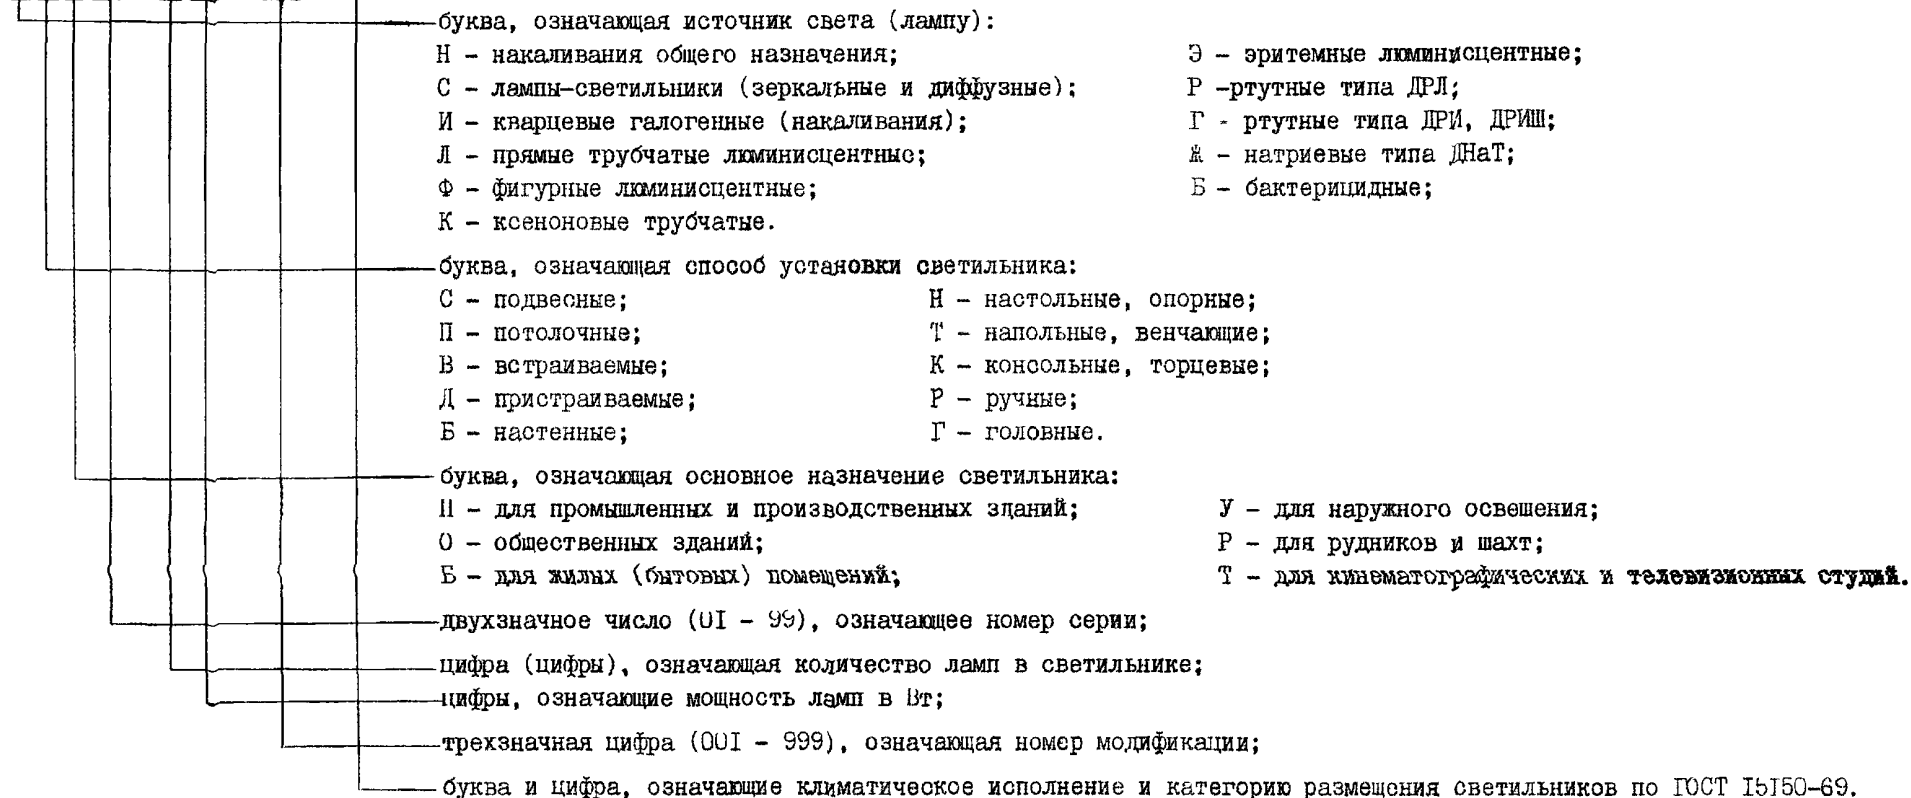 буква, означающая источник света (лампу):
Н - накаливания общего назначения; Э - эритемные люминисцентные;
С - лампы-светильники (зеркальные и диффузные); Р -ртутные типа ДРЛ;
И - кварцевые галогенные (накаливания); Г - ртутные типа ДРИ, ДРИШ;
Л - прямые трубчатые люминисцентные; Ж - натриевые типа ДНаТ;
Ф - фигурные люминисцентные; Б - бактерицидные;
К - ксеноновые трубчатые.
буква, означающая способ установки светильника:
С - подвесные; Н - настольные, опорные;
П - потолочные; Т - напольные, венчающие;
В - встраиваемые; К - консольные, торцевые;
Д - пристраиваемые; Р - ручные;
Б - настенные; Г - головные.
буква, означающая основное назначение светильника:
П - для промышленных и производственных зданий; У - для наружного освещения;
О - общественных зданий; Р - для рудников и шахт;
Б - для жилых (бытовых) помещений; Т - для кинематографических и телевизионных студий.
двухзначное число (0I - 99), означающее номер серии;
цифра (цифры), означающая количество ламп в светильнике;
цифры, означающие мощность ламп в Вт;
трехзначная цифра (00I - 999), означающая номер модификации;
буква и цифра, означающие климатическое исполнение и категорию размещения светильников по ГОСТ I5I50-69.